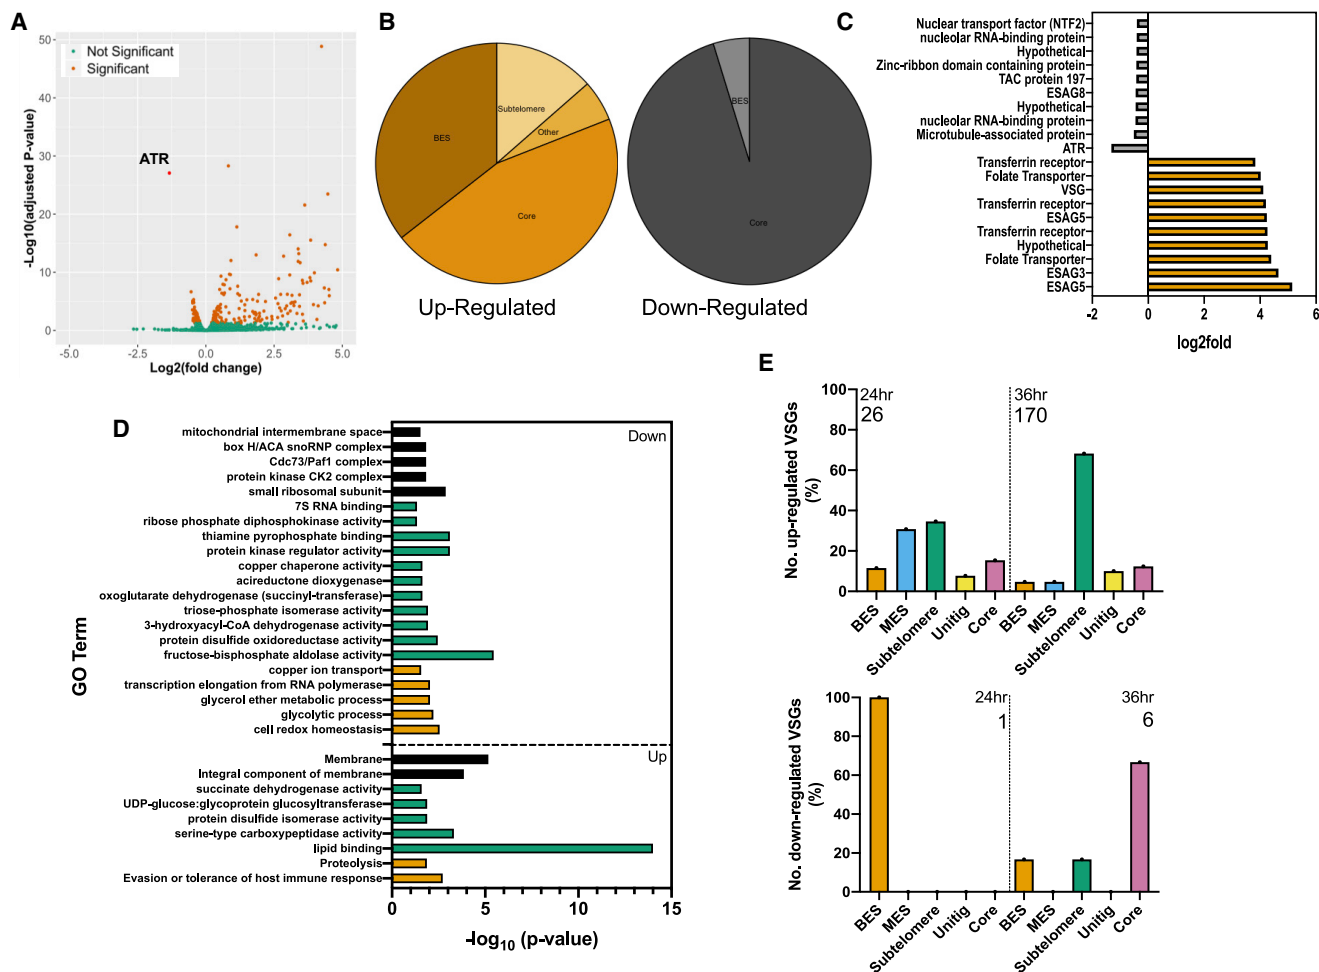 A
50
40
30
20
10
0
-Log10(adjusted P-value)
Not Significant
Significant
ATR
-5.0
-2.5
0.0
2.5
5.0
Log2(fold change)
B
BES
Subtelomere
Other
Core
Up-Regulated
BES
Core
Down-Regulated
C
Nuclear transport factor (NTF2)
nucleolar RNA-binding protein
Hypothetical
Zinc-ribbon domain containing protein
TAC protein 197
ESAG8
Hypothetical
nucleolar RNA-binding protein
Microtubule-associated protein
ATR
Transferrin receptor
Folate Transporter
VSG
Transferrin receptor
ESAG5
Transferrin receptor
Hypothetical
Folate Transporter
ESAG3
ESAG5
-2
0
2
4
6
log2fold
D
GO Term
Down
mitochondrial intermembrane space
box H/ACA snoRNP complex
Cdc73/Paf1 complex
protein kinase CK2 complex
small ribosomal subunit
7S RNA binding
ribose phosphate diphosphokinase activity
thiamine pyrophosphate binding
protein kinase regulator activity
copper chaperone activity
acireductone dioxygenase
oxoglutarate dehydrogenase (succinyl-transferase)
triose-phosphate isomerase activity
3-hydroxyacyl-CoA dehydrogenase activity
protein disulfide oxidoreductase activity
fructose-bisphosphate aldolase activity
copper ion transport
transcription elongation from RNA polymerase
glycerol ether metabolic process
glycolytic process
cell redox homeostasis
Up
Membrane
Integral component of membrane
succinate dehydrogenase activity
UDP-glucose:glycoprotein glucosyltransferase
protein disulfide isomerase activity
serine-type carboxypeptidase activity
lipid binding
Proteolysis
Evasion or tolerance of host immune response
0
5
10
15
-log10 (p-value)
E
No. up-regulated VSGs
(%)
100
80
60
40
20
0
24hr
26
36hr
170
BES
MES
Subtelomere
Unitig
Core
BES
MES
Subtelomere
Unitig
Core
No. down-regulated VSGs
(%)
100
80
60
40
20
0
24hr
1
36hr
6
BES
MES
Subtelomere
Unitig
Core
BES
MES
Subtelomere
Unitig
Core